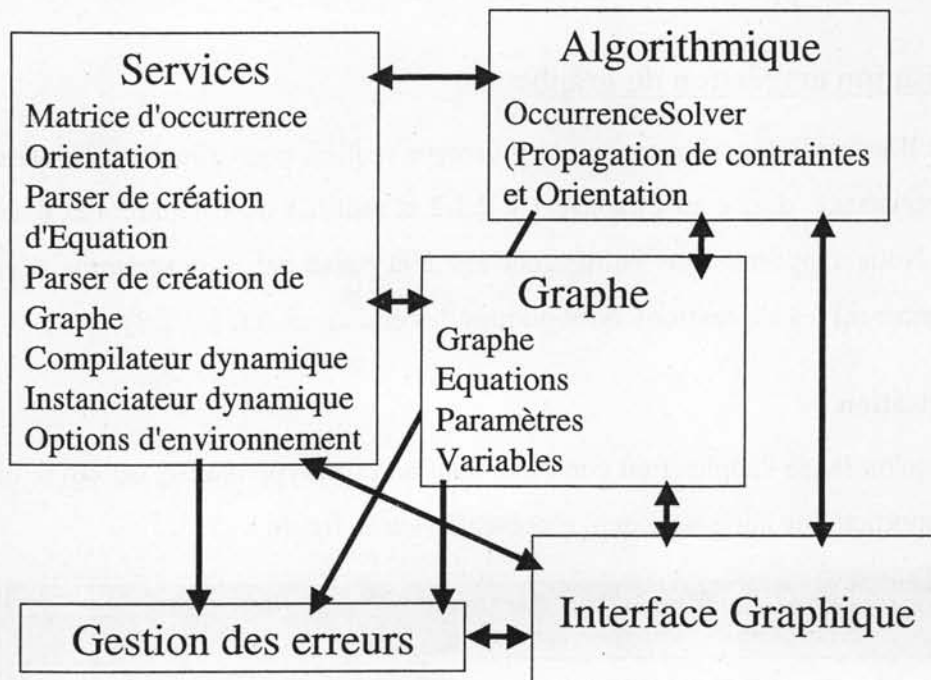 Services
Matrice d'occurrence
Orientation
Parser de création
d'Equation
Parser de création de
Graphe
Compilateur dynamique
Instanciateur dynamique
Options d'environnement
Algorithmique
OccurrenceSolver
(Propagation de contraintes
et Orientation
Graphe
Graphe
Equations
Paramètres
Variables
Gestion des erreurs
Interface Graphique